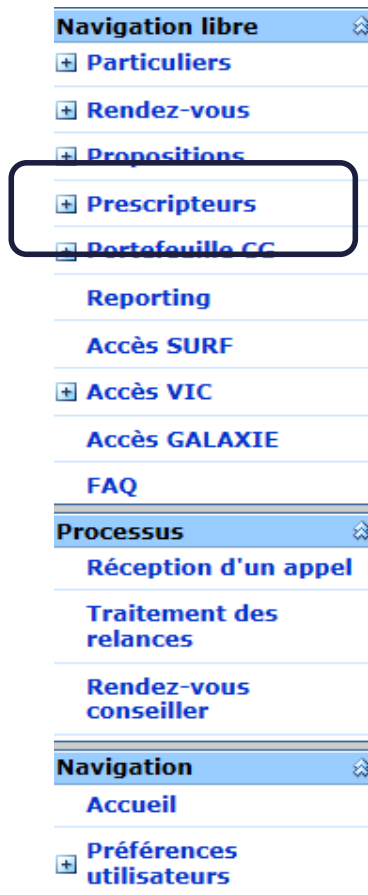 Navigation libre
Particuliers
Rendez-vous
Propositions
Prescripteurs
Portefeuille CG
Reporting
Accès SURF
Accès VIC
Accès GALAXIE
FAQ
Processus
Réception d'un appel
Traitement des
relances
Rendez-vous
conseiller
Navigation
Accueil
Préférences
utilisateurs